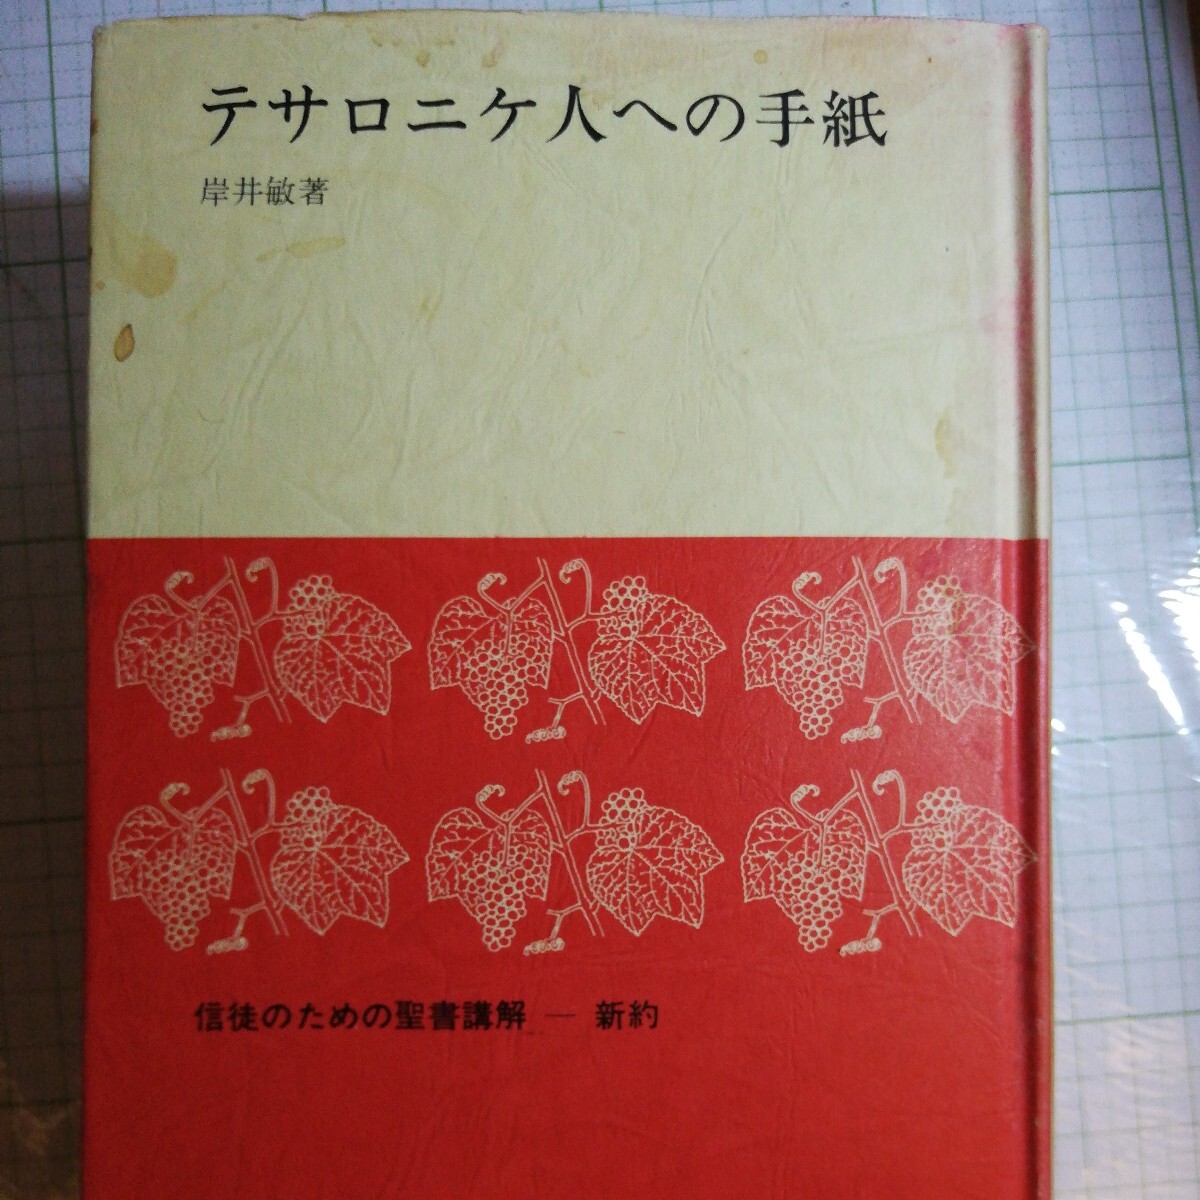 テサロニケ人への手紙
岸井敏著
信徒のための聖書講解 — 新約